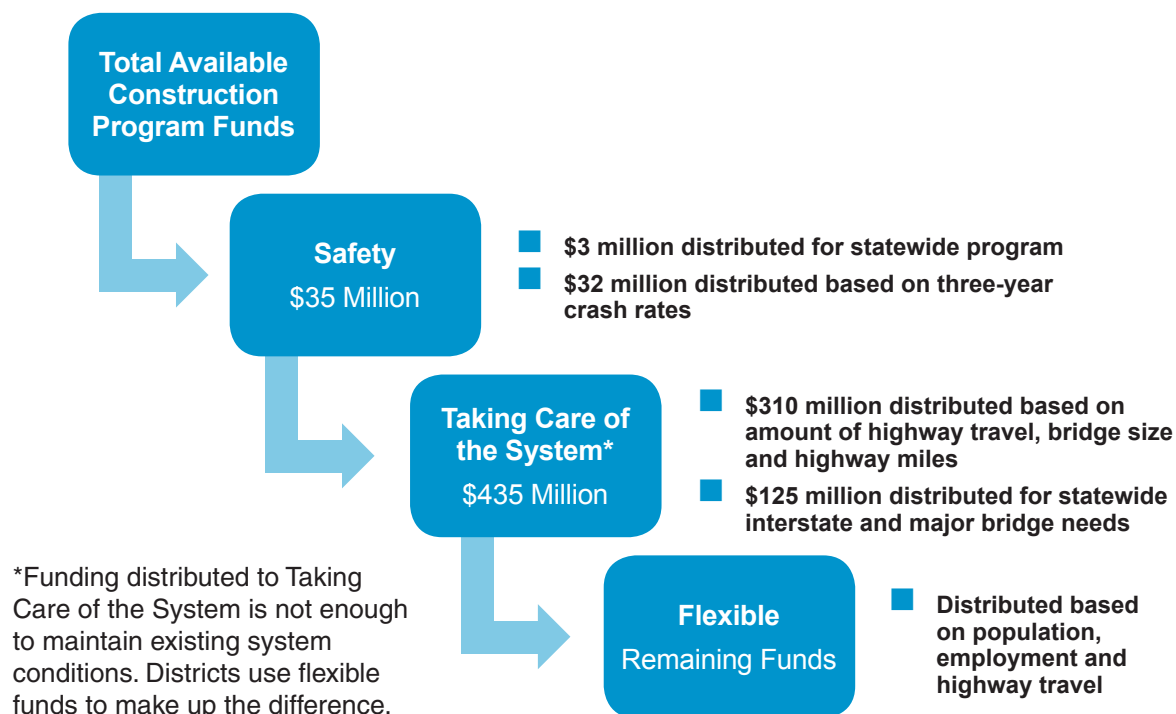 Total Available
Construction
Program Funds
Safety
$35 Million
$3 million distributed for statewide program
$32 million distributed based on three-year
crash rates
Taking Care of
the System*
$435 Million
$310 million distributed based on
amount of highway travel, bridge size
and highway miles
$125 million distributed for statewide
interstate and major bridge needs
Flexible
Remaining Funds
Distributed based
on population,
employment and
highway travel
*Funding distributed to Taking
Care of the System is not enough
to maintain existing system
conditions. Districts use flexible
funds to make up the difference.